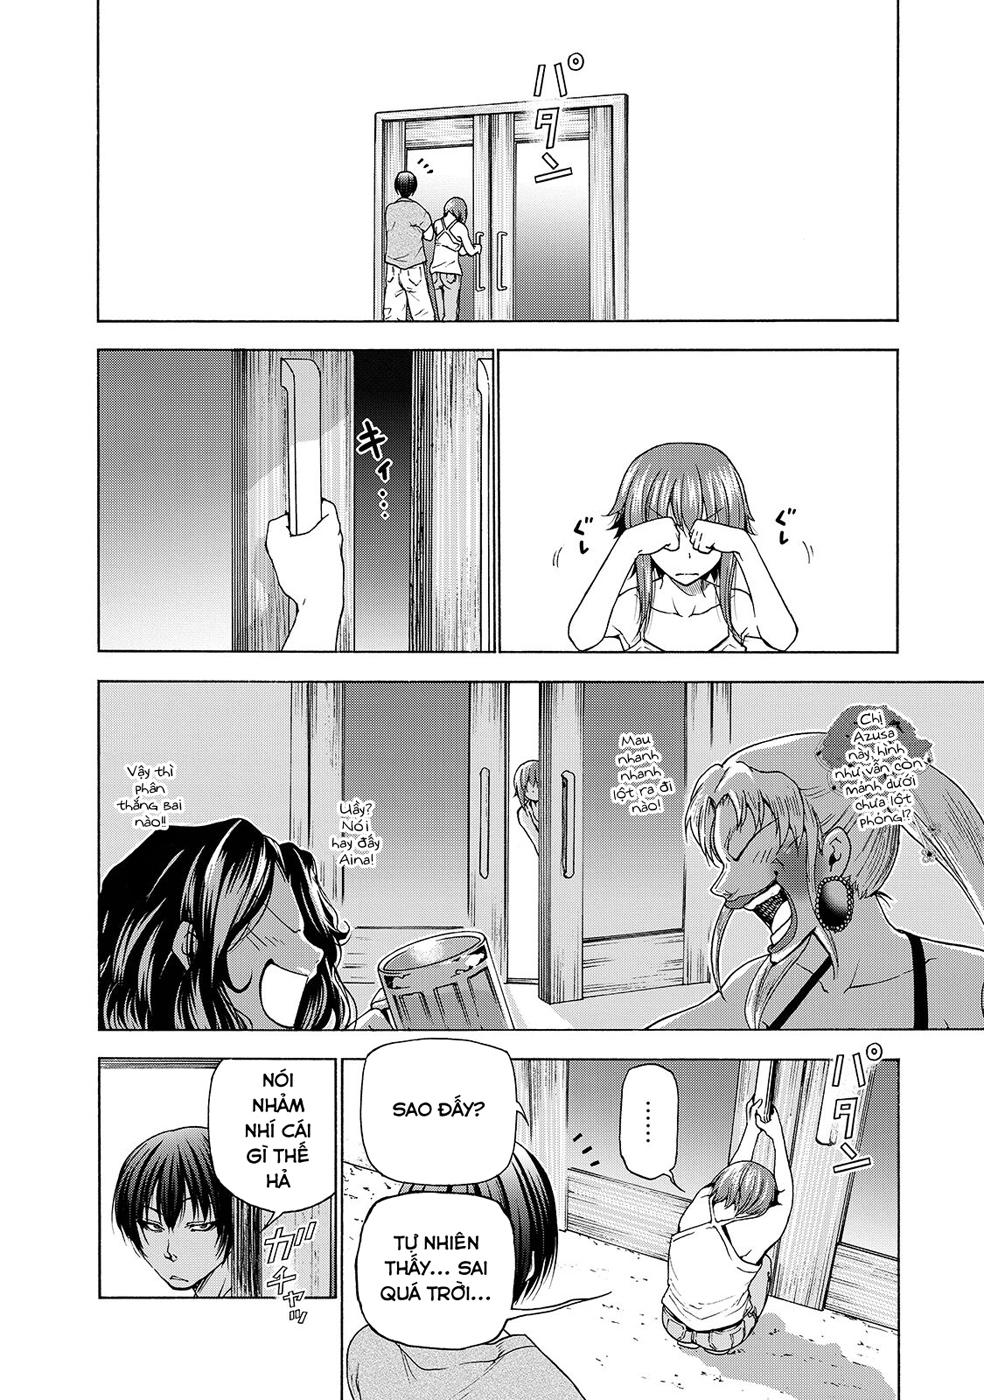 パタン
キィ…
ぐし
ぐし
Chị
Azusa
này hình
như vẫn còn
mảnh dưới
chưa lột
phỏng!?
Mau
nhanh
nhanh
lột ra đi
nào!
Uầy?
Nói
hay đấy
Aina!
Vậy thì
phân
thắng bại
nào!!
パタン
......
SAO ĐẤY?
TỰ NHIÊN
THẤY... SAI
QUÁ TRỜI...
NÓI
NHẢM
NHÍ CÁI
GÌ THẾ
HẢ
ガチャッ